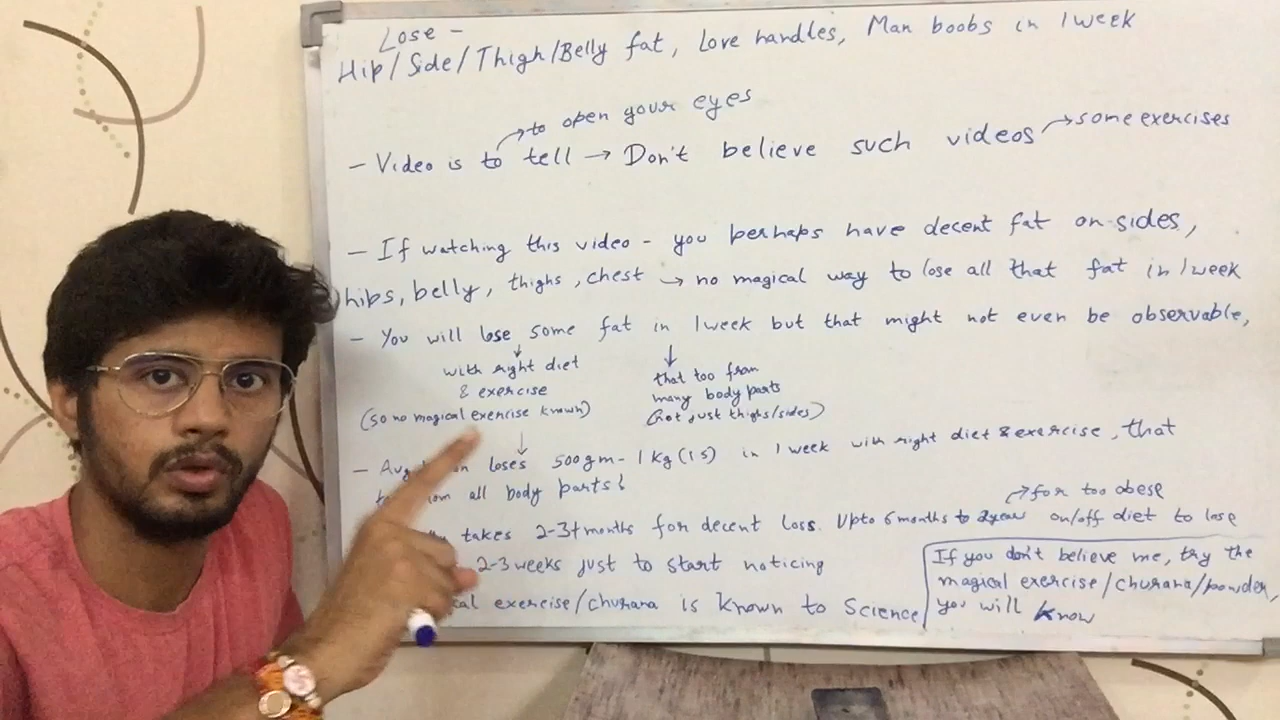 Lose -
Hip/Side/Thigh/Belly fat, Love handles, Man boobs in 1 week
to open your eyes
- Video is to tell → Don't believe such videos → some exercises
- If watching this video - you perhaps have decent fat on sides,
hips, belly, thighs, chest → no magical way to lose all that fat in 1 week
- You will lose some fat in 1 week but that might not even be observable,
with right diet
& exercise
(so no magical exercise known)
that too from
many body parts
(not just thighs/sides)
- Avg loses 500gm - 1 kg in 1 week with right diet & exercise, that
all body parts!
for too obese
takes 2-3+ months for decent loss. Upto 6 months to on/off diet to lose
2-3 weeks just to start noticing
exercise/churana is known to Science
If you don't believe me, try the
magical exercise/churana/powder,
you will know